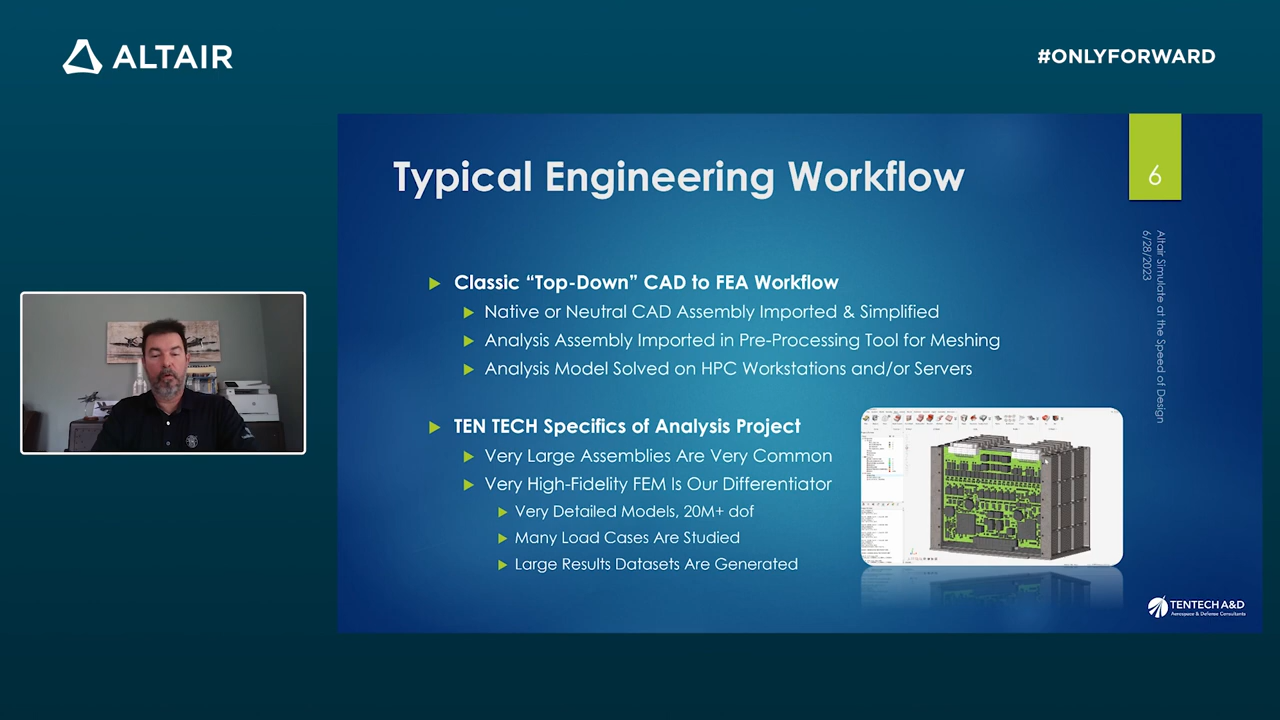 ALTAIR
#ONLYFORWARD
Typical Engineering Workflow
6
Altair Simulate at the Speed of Design
6/28/2023
Classic “Top-Down” CAD to FEA Workflow
Native or Neutral CAD Assembly Imported & Simplified
Analysis Assembly Imported in Pre-Processing Tool for Meshing
Analysis Model Solved on HPC Workstations and/or Servers
TEN TECH Specifics of Analysis Project
Very Large Assemblies Are Very Common
Very High-Fidelity FEM Is Our Differentiator
Very Detailed Models, 20M+ dof
Many Load Cases Are Studied
Large Results Datasets Are Generated
TENTECH A&D
Aerospace & Defense Consultants